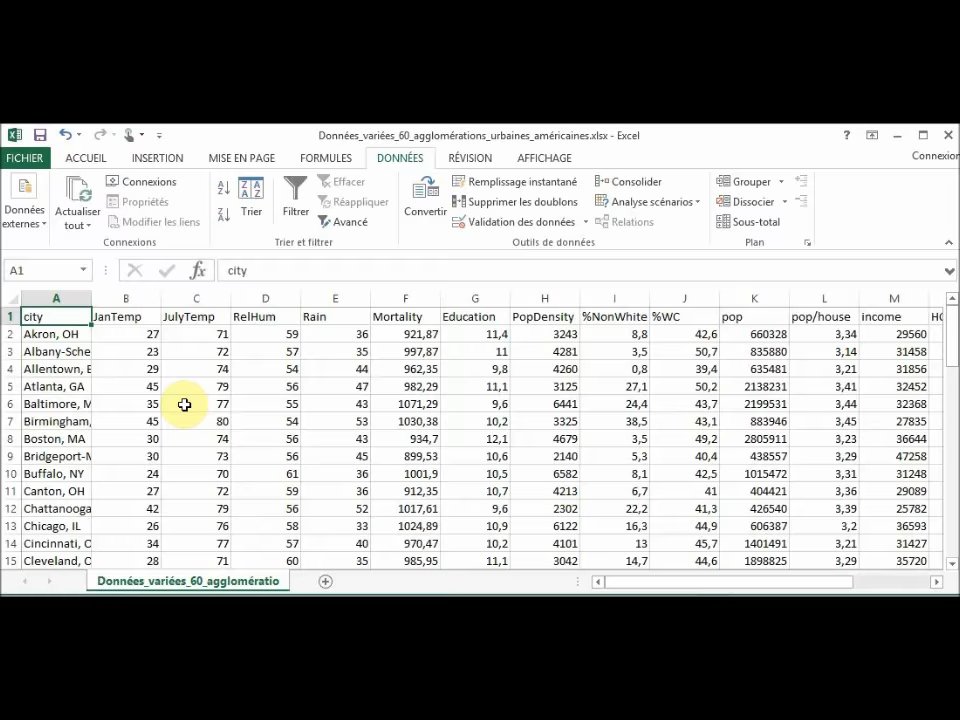 Données_variées_60_agglomérations_urbaines_américaines.xlsx - Excel
FICHIER ACCUEIL INSERTION MISE EN PAGE FORMULES DONNÉES RÉVISION AFFICHAGE Connexion
Données externes
Actualiser tout
Connexions
Propriétés
Modifier les liens
Connexions
Trier
Filtrer
Effacer
Réappliquer
Avancé
Trier et filtrer
Convertir
Remplissage instantané
Supprimer les doublons
Validation des données
Consolider
Analyse scénarios
Relations
Outils de données
Grouper
Dissocier
Sous-total
Plan
A1 fx city
A B C D E F G H I J K L M
1 city JanTemp JulyTemp RelHum Rain Mortality Education PopDensity %NonWhite %WC pop pop/house income HC
2 Akron, OH 27 71 59 36 921,87 11,4 3243 8,8 42,6 660328 3,34 29560
3 Albany-Sche 23 72 57 35 997,87 11 4281 3,5 50,7 835880 3,14 31458
4 Allentown, B 29 74 54 44 962,35 9,8 4260 0,8 39,4 635481 3,21 31856
5 Atlanta, GA 45 79 56 47 982,29 11,1 3125 27,1 50,2 2138231 3,41 32452
6 Baltimore, M 35 77 55 43 1071,29 9,6 6441 24,4 43,7 2199531 3,44 32368
7 Birmingham, 45 80 54 53 1030,38 10,2 3325 38,5 43,1 883946 3,45 27835
8 Boston, MA 30 74 56 45 934,7 12,1 4679 3,5 49,2 2805911 3,23 36644
9 Bridgeport-M 30 73 56 45 899,53 10,6 2140 5,3 40,4 438557 3,29 47258
10 Buffalo, NY 24 70 61 36 1001,9 10,5 6582 8,1 42,5 1015472 3,31 31248
11 Canton, OH 27 72 59 36 912,35 10,7 4213 6,7 41 404421 3,36 29089
12 Chattanooga 42 79 56 52 1017,61 9,6 2302 22,2 41,3 426540 3,39 25782
13 Chicago, IL 26 76 58 33 1024,89 10,9 6122 16,3 44,9 606387 3,2 36593
14 Cincinnati, O 34 77 57 40 970,47 10,2 4101 13 45,7 1401491 3,21 31427
15 Cleveland, C 28 71 60 35 985,95 11,1 3042 14,7 44,6 1898825 3,29 35720
Données_variées_60_agglomératio